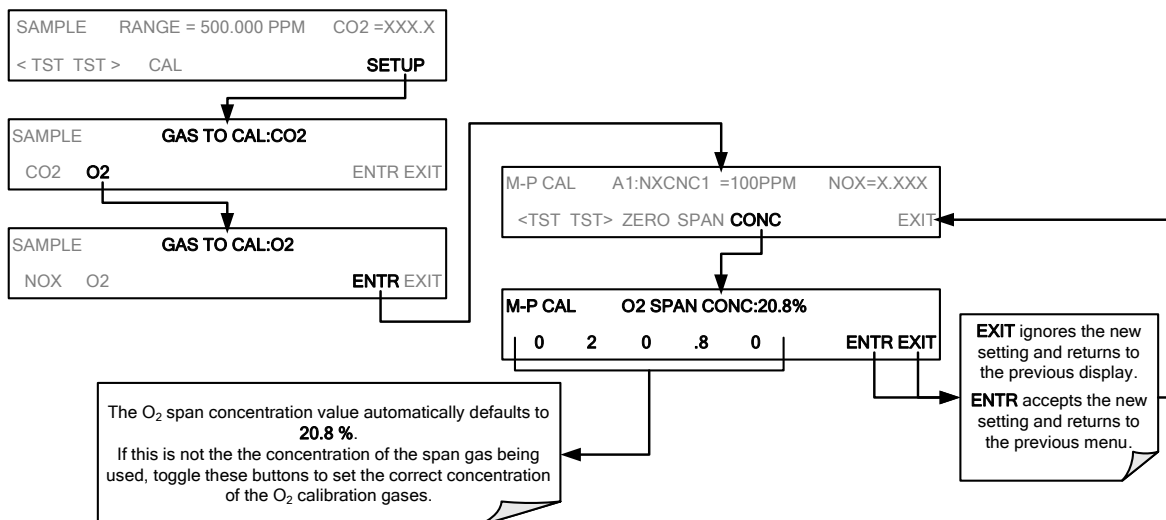 SAMPLE RANGE = 500.000 PPM CO2 =XXX.X
< TST TST > CAL SETUP
SAMPLE GAS TO CAL:CO2
CO2 O2 ENTR EXIT
SAMPLE GAS TO CAL:O2
NOX O2 ENTR EXIT
M-P CAL A1:NXCNC1 =100PPM NOX=X.XXX
<TST TST> ZERO SPAN CONC EXIT
M-P CAL O2 SPAN CONC:20.8%
0 2 0 .8 0 ENTR EXIT
The O2 span concentration value automatically defaults to
20.8 %.
If this is not the the concentration of the span gas being
used, toggle these buttons to set the correct concentration
of the O2 calibration gases.
EXIT ignores the new
setting and returns to
the previous display.
ENTR accepts the new
setting and returns to
the previous menu.